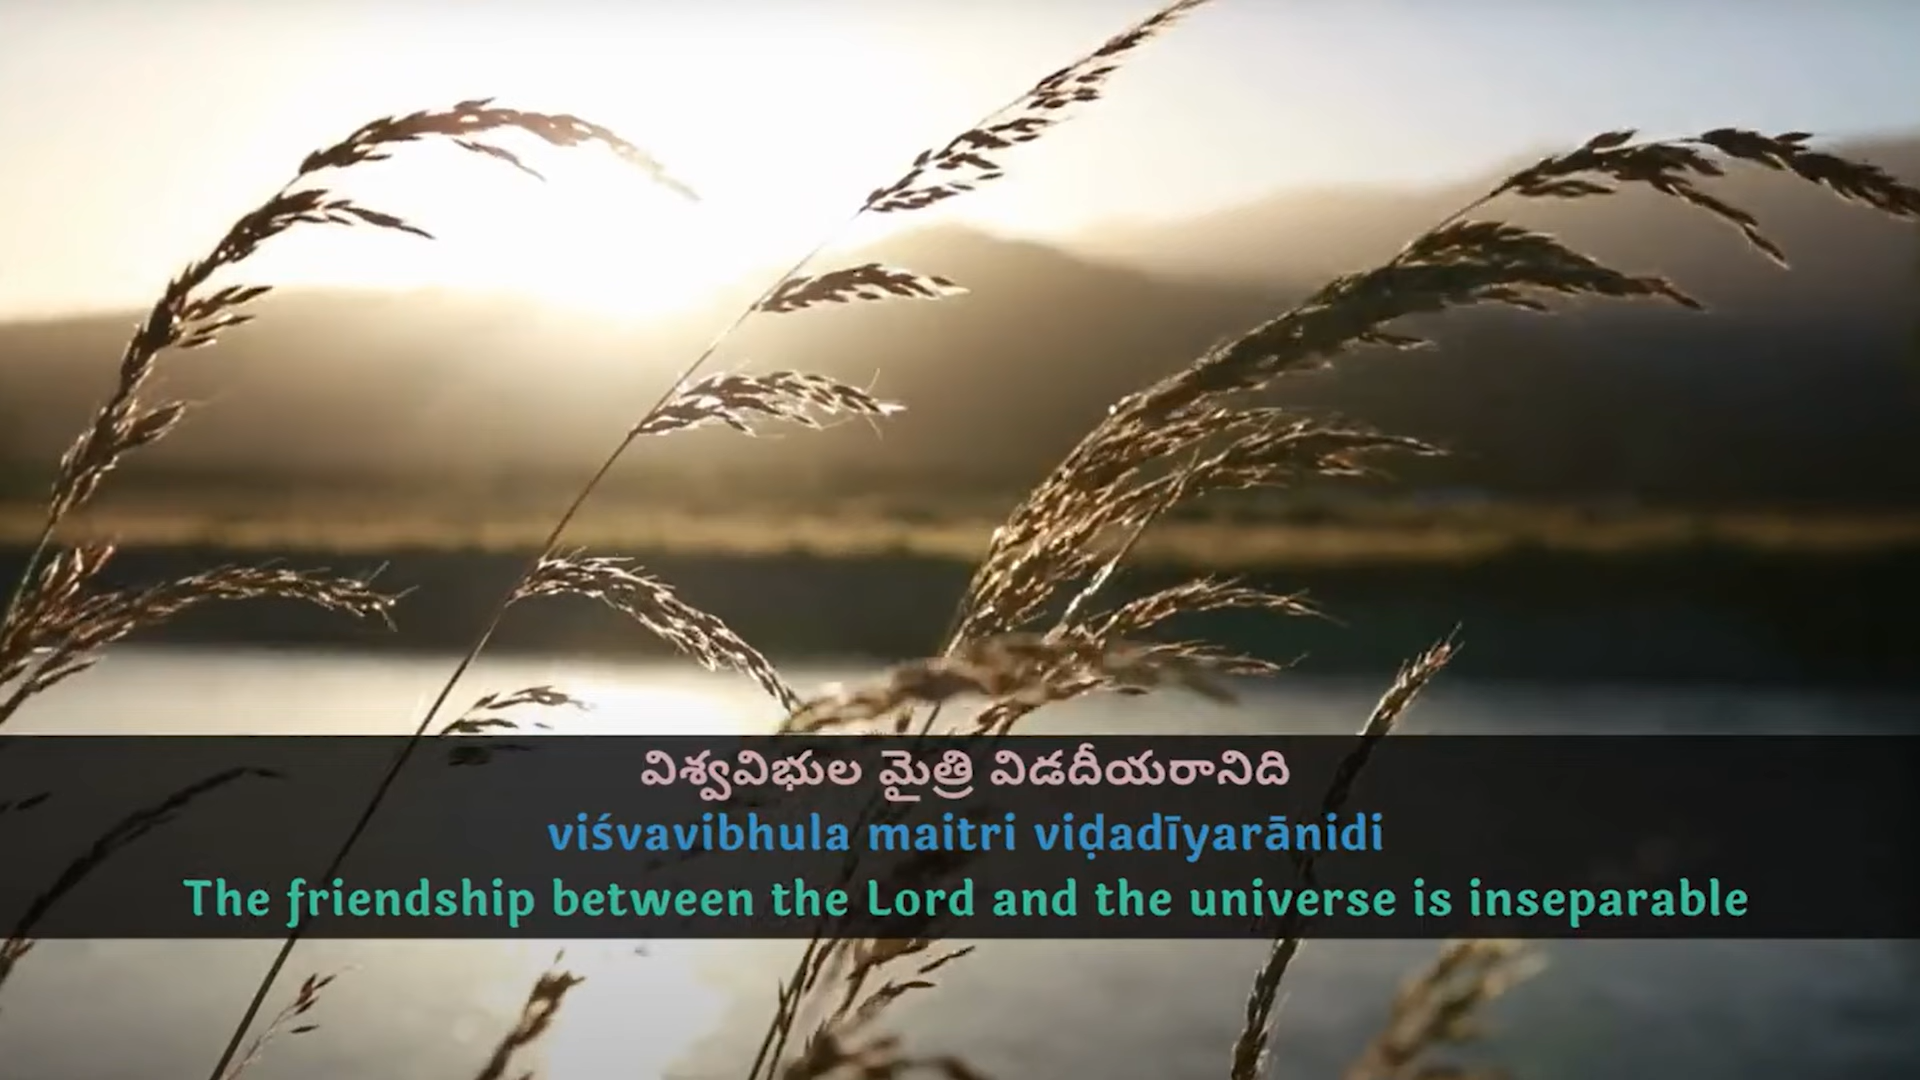 విశ్వవిభుల మైత్రి విడదీయరానిది
viśvavibhula maitri viḍadīyarānidi
The friendship between the Lord and the universe is inseparable